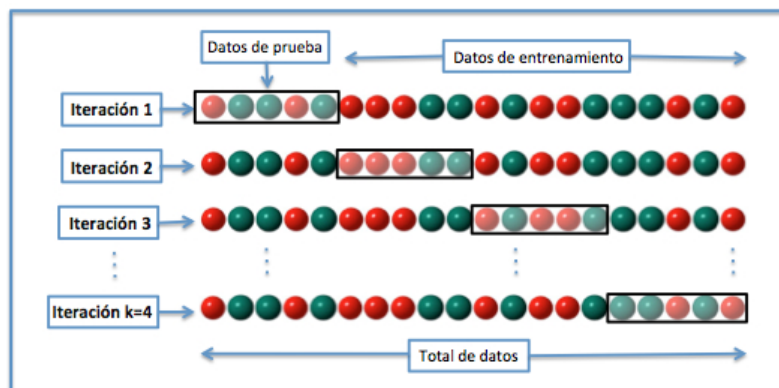 Datos de prueba
Datos de entrenamiento
Iteración 1
Iteración 2
Iteración 3
Iteración k=4
Total de datos